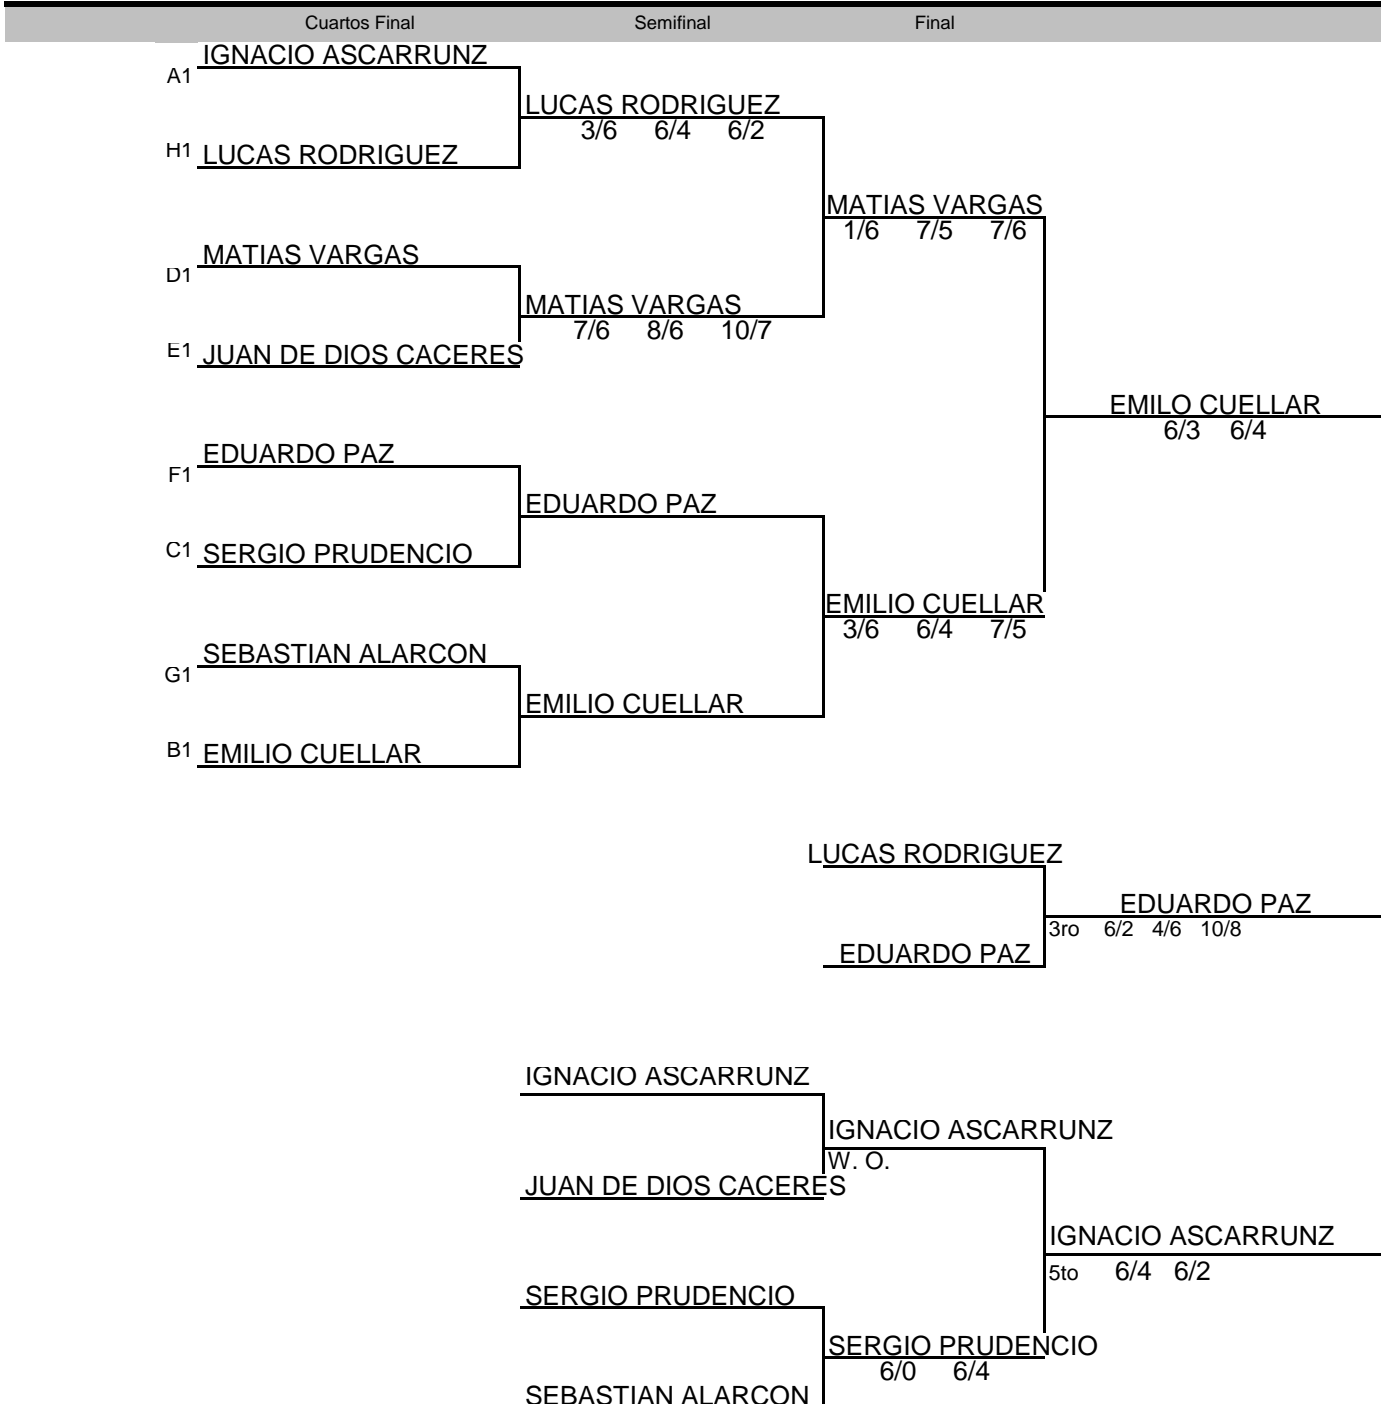 Cuartos Final Semifinal Final
IGNACIO ASCARRUNZ
A1
LUCAS RODRIGUEZ
3/6 6/4 6/2
H1 LUCAS RODRIGUEZ
MATIAS VARGAS
1/6 7/5 7/6
MATIAS VARGAS
D1
MATIAS VARGAS
7/6 8/6 10/7
E1 JUAN DE DIOS CACERES
EMILO CUELLAR
6/3 6/4
EDUARDO PAZ
F1
EDUARDO PAZ
C1 SERGIO PRUDENCIO
EMILIO CUELLAR
3/6 6/4 7/5
SEBASTIAN ALARCON
G1
EMILIO CUELLAR
B1 EMILIO CUELLAR
LUCAS RODRIGUEZ
EDUARDO PAZ
3ro 6/2 4/6 10/8
EDUARDO PAZ
IGNACIO ASCARRUNZ
IGNACIO ASCARRUNZ
W. O.
JUAN DE DIOS CACERES
IGNACIO ASCARRUNZ
5to 6/4 6/2
SERGIO PRUDENCIO
SERGIO PRUDENCIO
6/0 6/4
SEBASTIAN ALARCON